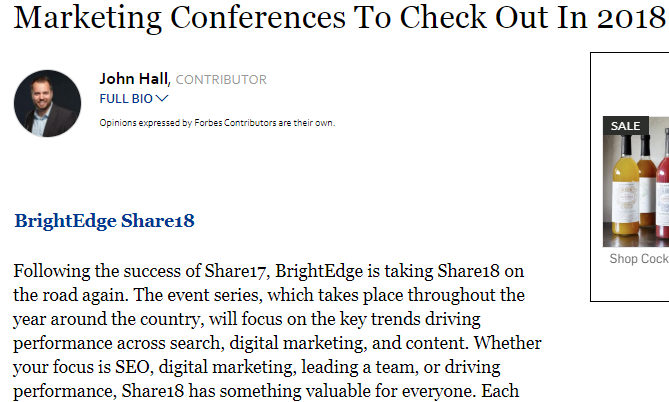 Marketing Conferences To Check Out In 2018
John Hall, CONTRIBUTOR
FULL BIO
Opinions expressed by Forbes Contributors are their own.
SALE
Shop Cock
BrightEdge Share18
Following the success of Share17, BrightEdge is taking Share18 on
the road again. The event series, which takes place throughout the
year around the country, will focus on the key trends driving
performance across search, digital marketing, and content. Whether
your focus is SEO, digital marketing, leading a team, or driving
performance, Share18 has something valuable for everyone. Each